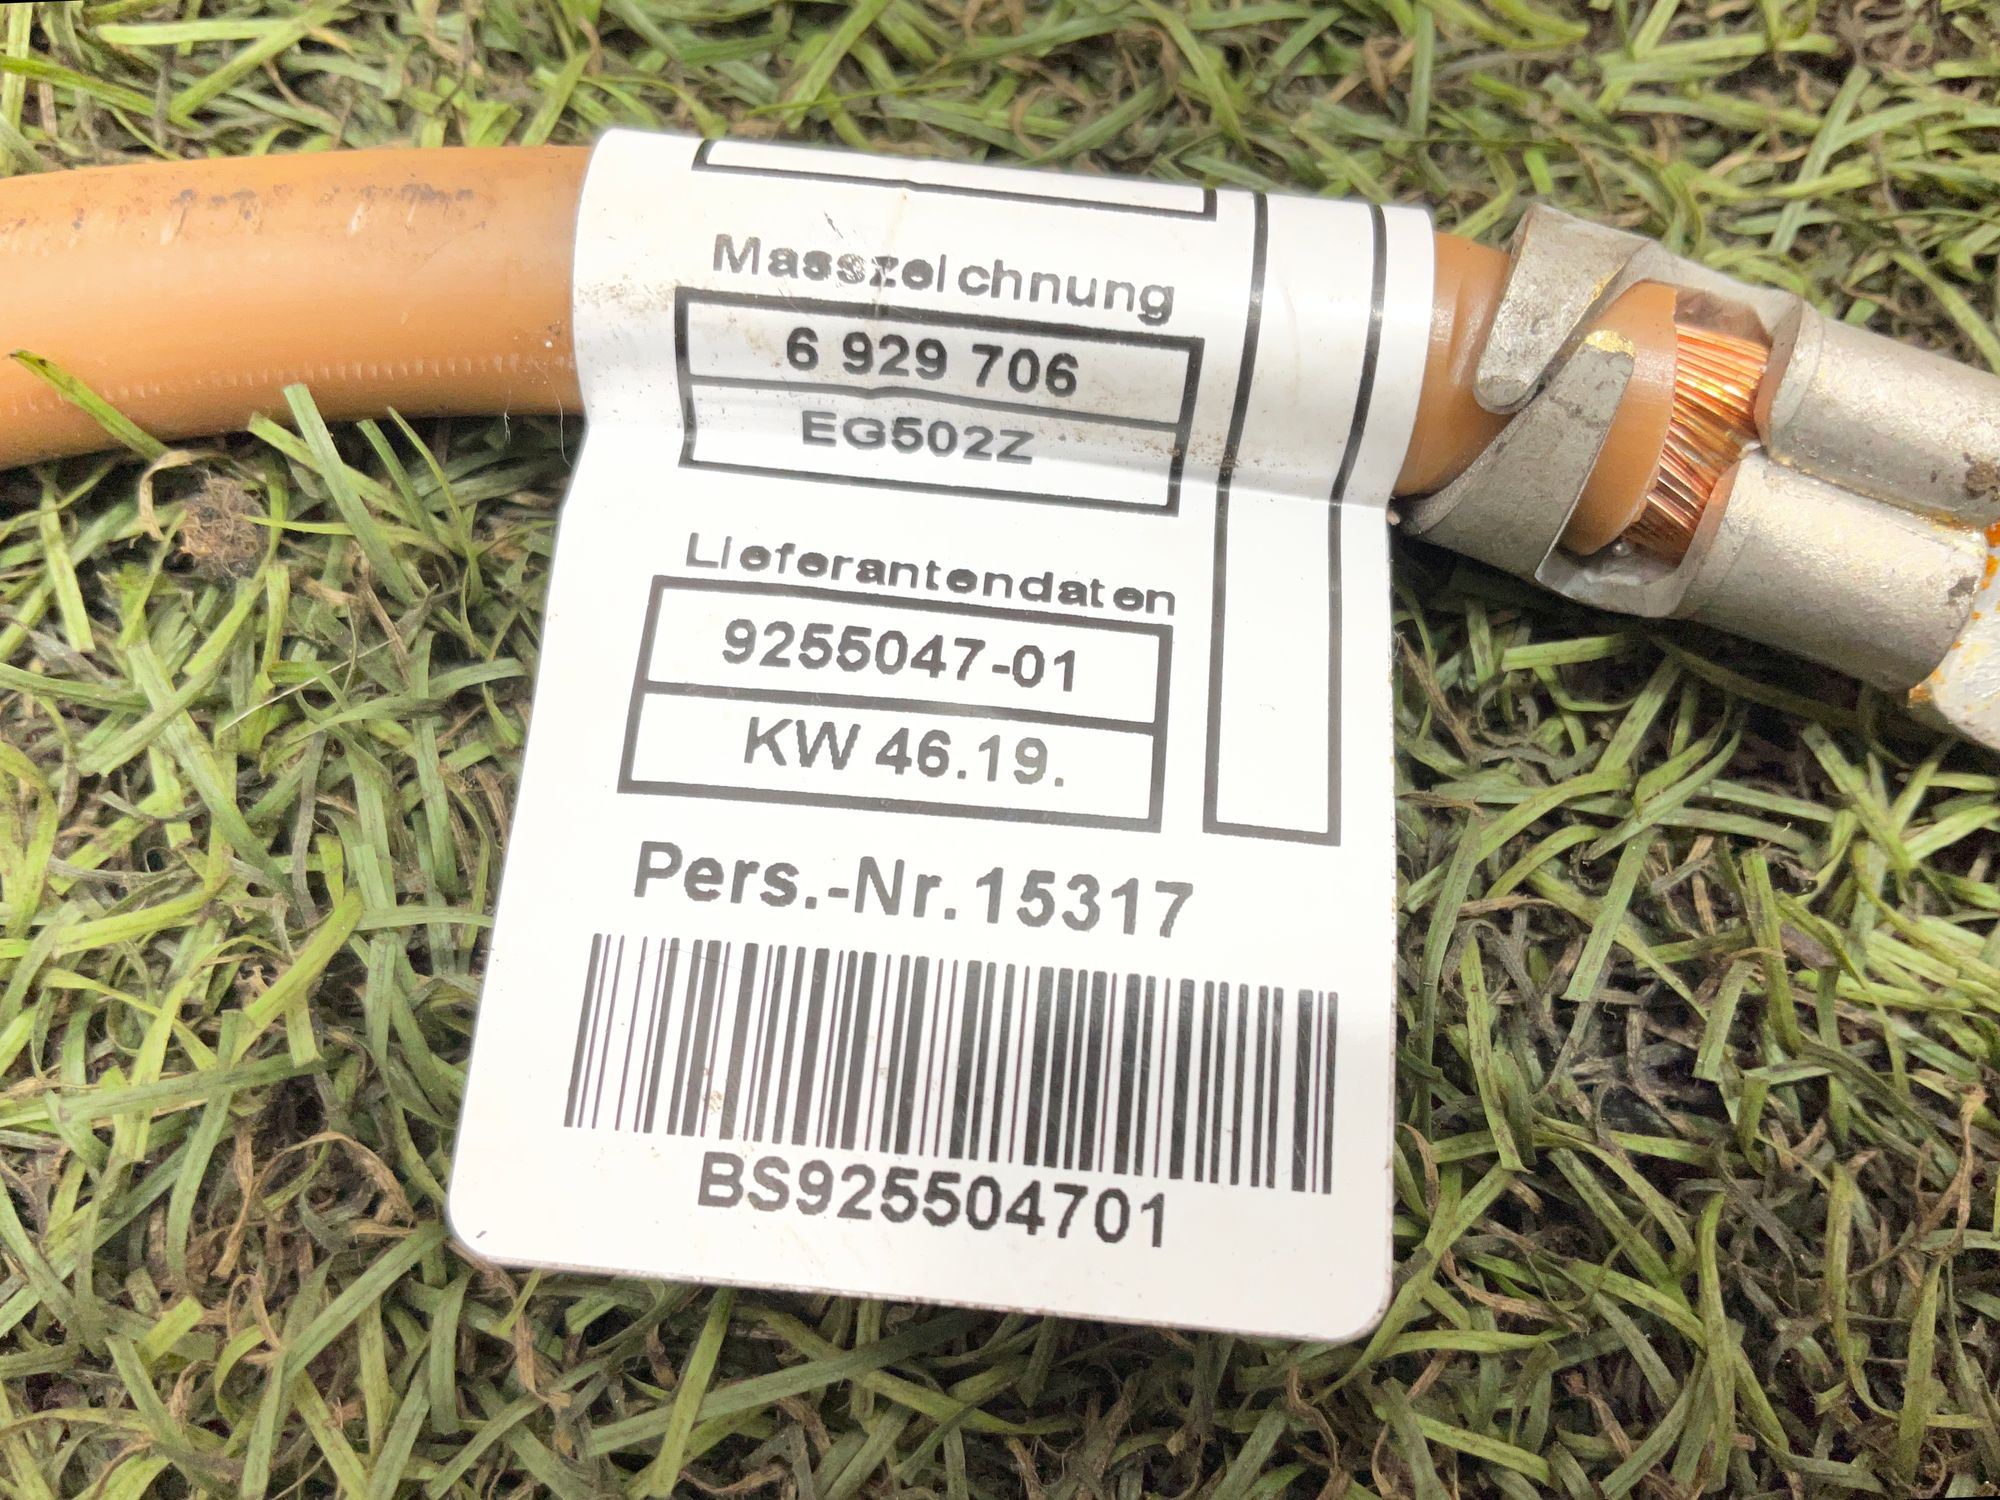 Masszeichnung
6 929 706
EG502Z
Lieferantendaten
9255047-01
KW 46.19.
Pers.-Nr.15317
BS925504701